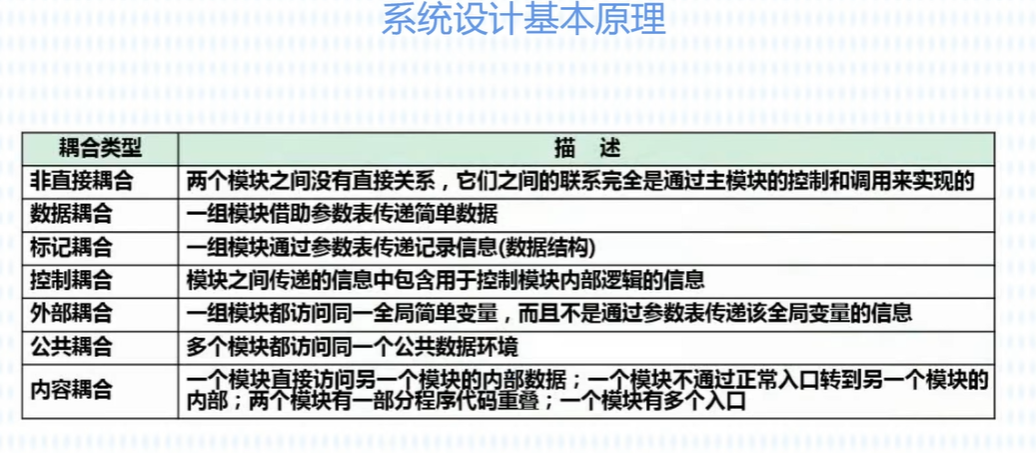 系统设计基本原理
耦合类型 描 述
非直接耦合 两个模块之间没有直接关系，它们之间的联系完全是通过主模块的控制和调用来实现的
数据耦合 一组模块借助参数表传递简单数据
标记耦合 一组模块通过参数表传递记录信息(数据结构)
控制耦合 模块之间传递的信息中包含用于控制模块内部逻辑的信息
外部耦合 一组模块都访问同一全局简单变量，而且不是通过参数表传递该全局变量的信息
公共耦合 多个模块都访问同一个公共数据环境
内容耦合 一个模块直接访问另一个模块的内部数据；一个模块不通过正常入口转到另一个模块的
内部；两个模块有一部分程序代码重叠；一个模块有多个入口